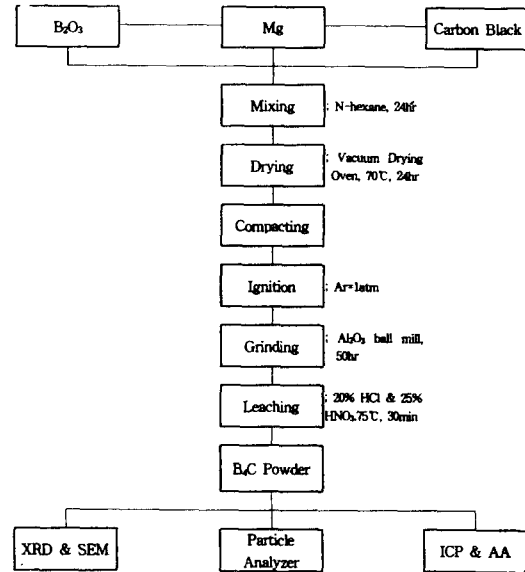 B₂O₃
Mg
Carbon Black
Mixing
; N-hexane, 24hr
Drying
; Vacuum Drying
Oven, 70℃, 24hr
Compacting
Ignition
; Ar=1atm
Grinding
; Al₂O₃ ball mill,
50hr
Leaching
; 20% HCl & 25%
HNO₃.75℃, 30min
B₄C Powder
XRD & SEM
Particle
Analyzer
ICP & AA